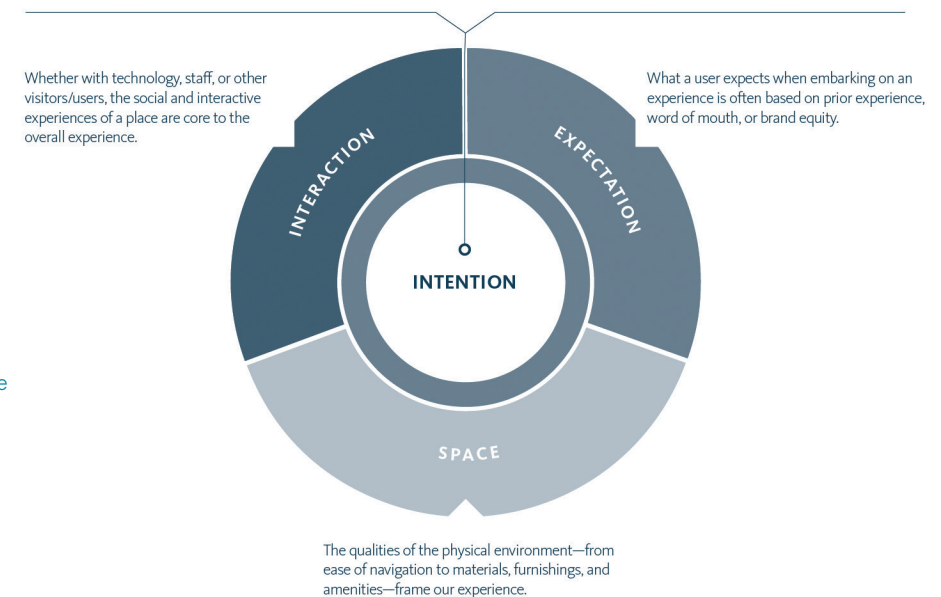 Whether with technology, staff, or other
visitors/users, the social and interactive
experiences of a place are core to the
overall experience.
What a user expects when embarking on an
experience is often based on prior experience,
word of mouth, or brand equity.
INTERACTION
EXPECTATION
INTENTION
e
SPACE
The qualities of the physical environment—from
ease of navigation to materials, furnishings, and
amenities—frame our experience.